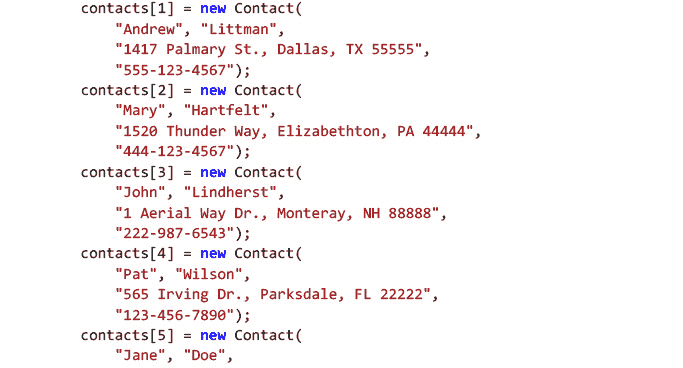 contacts[1] = new Contact(
"Andrew", "Littman",
"1417 Palmary St., Dallas, TX 55555",
"555-123-4567");
contacts[2] = new Contact(
"Mary", "Hartfelt",
"1520 Thunder Way, Elizabethton, PA 44444",
"444-123-4567");
contacts[3] = new Contact(
"John", "Lindherst",
"1 Aerial Way Dr., Monteray, NH 88888",
"222-987-6543");
contacts[4] = new Contact(
"Pat", "Wilson",
"565 Irving Dr., Parksdale, FL 22222",
"123-456-7890");
contacts[5] = new Contact(
"Jane", "Doe",